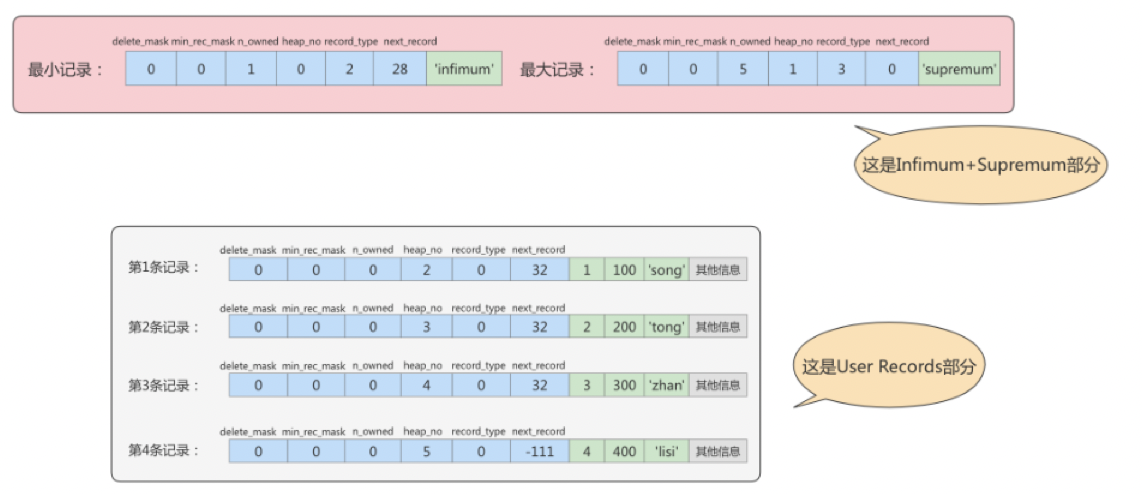 delete_mask min_rec_mask n_owned heap_no record_type next_record
最小记录： 0 0 1 0 2 28 'infimum'
delete_mask min_rec_mask n_owned heap_no record_type next_record
最大记录： 0 0 5 1 3 0 'supremum'
这是Infimum+Supremum部分
delete_mask min_rec_mask n_owned heap_no record_type next_record
第1条记录： 0 0 0 2 0 32 1 100 'song' 其他信息
delete_mask min_rec_mask n_owned heap_no record_type next_record
第2条记录： 0 0 0 3 0 32 2 200 'tong' 其他信息
delete_mask min_rec_mask n_owned heap_no record_type next_record
第3条记录： 0 0 0 4 0 32 3 300 'zhan' 其他信息
delete_mask min_rec_mask n_owned heap_no record_type next_record
第4条记录： 0 0 0 5 0 -111 4 400 'lisi' 其他信息
这是User Records部分